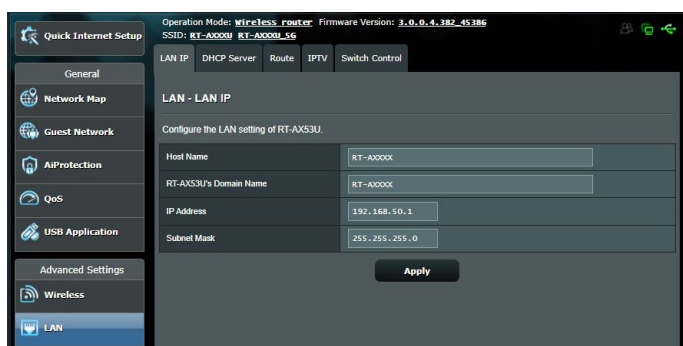 Quick Internet Setup
General
Network Map
Guest Network
AiProtection
QoS
USB Application
Advanced Settings
Wireless
LAN
Operation Mode: Wireless router Firmware Version: 3.0.0.4.382_45386
SSID: RT-AXXXU RT-AXXXU_5G
LAN IP DHCP Server Route IPTV Switch Control
LAN - LAN IP
Configure the LAN setting of RT-AX53U.
Host Name RT-AXXXX
RT-AX53U's Domain Name RT-AXXXX
IP Address 192.168.50.1
Subnet Mask 255.255.255.0
Apply